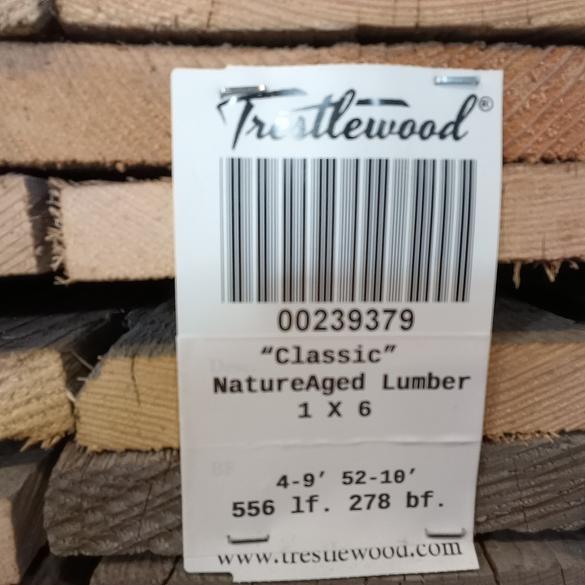 Trestlewood®
00239379
“Classic”
NatureAged Lumber
1 X 6
4-9’ 52-10’
556 lf. 278 bf.
www.trestlewood.com